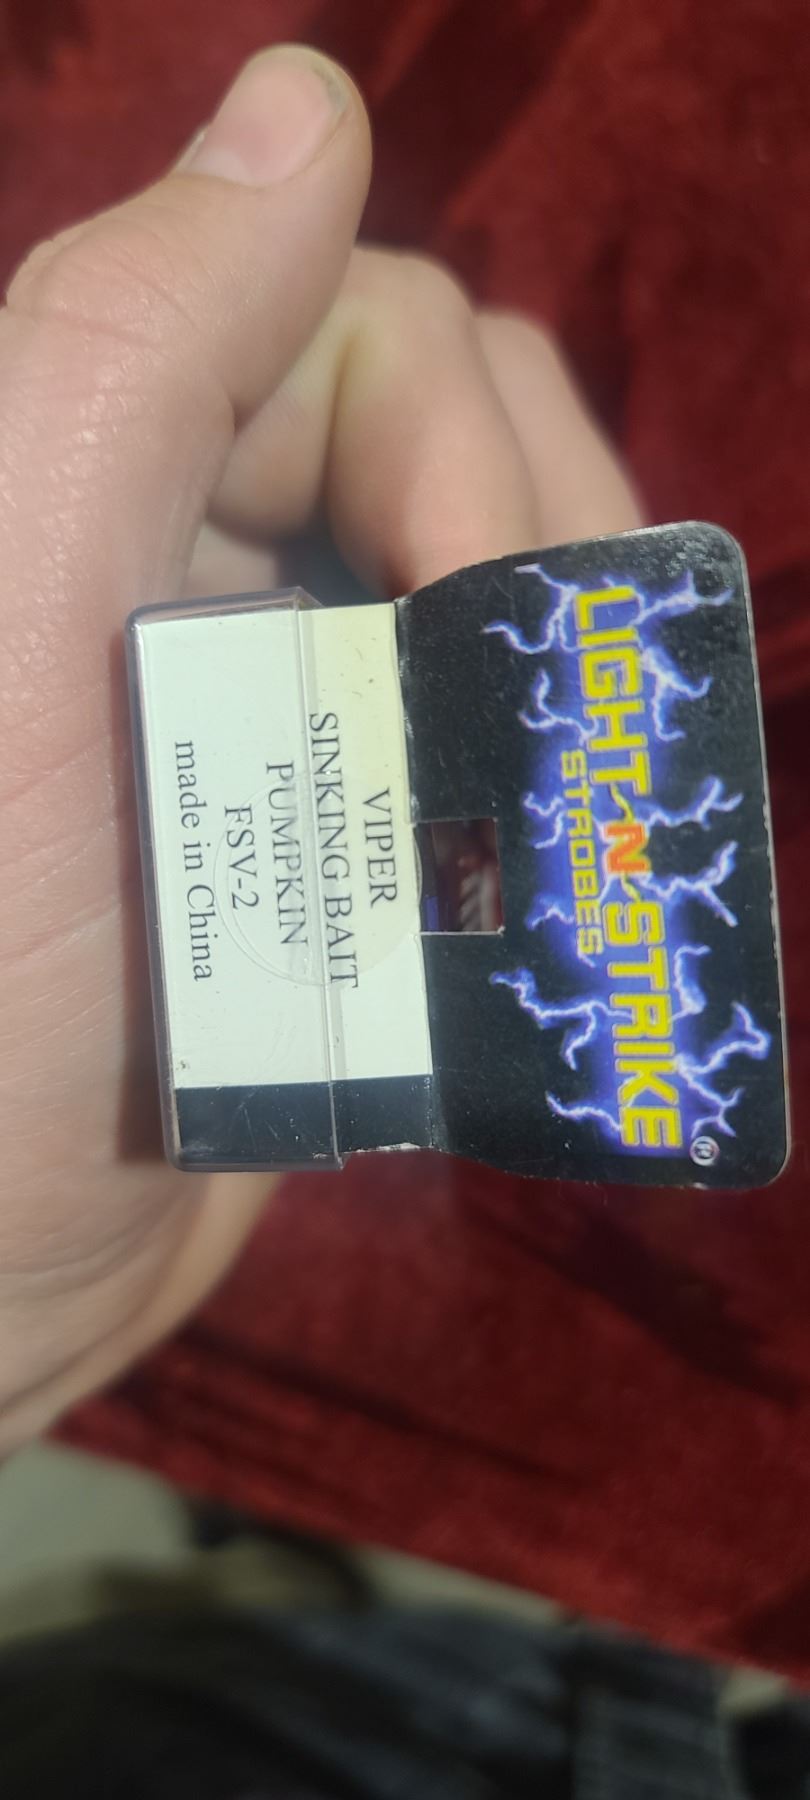 LIGHT N STRIKE ®
STROBES
VIPER
SINKING BAIT
PUMPKIN
FSV-2
made in China